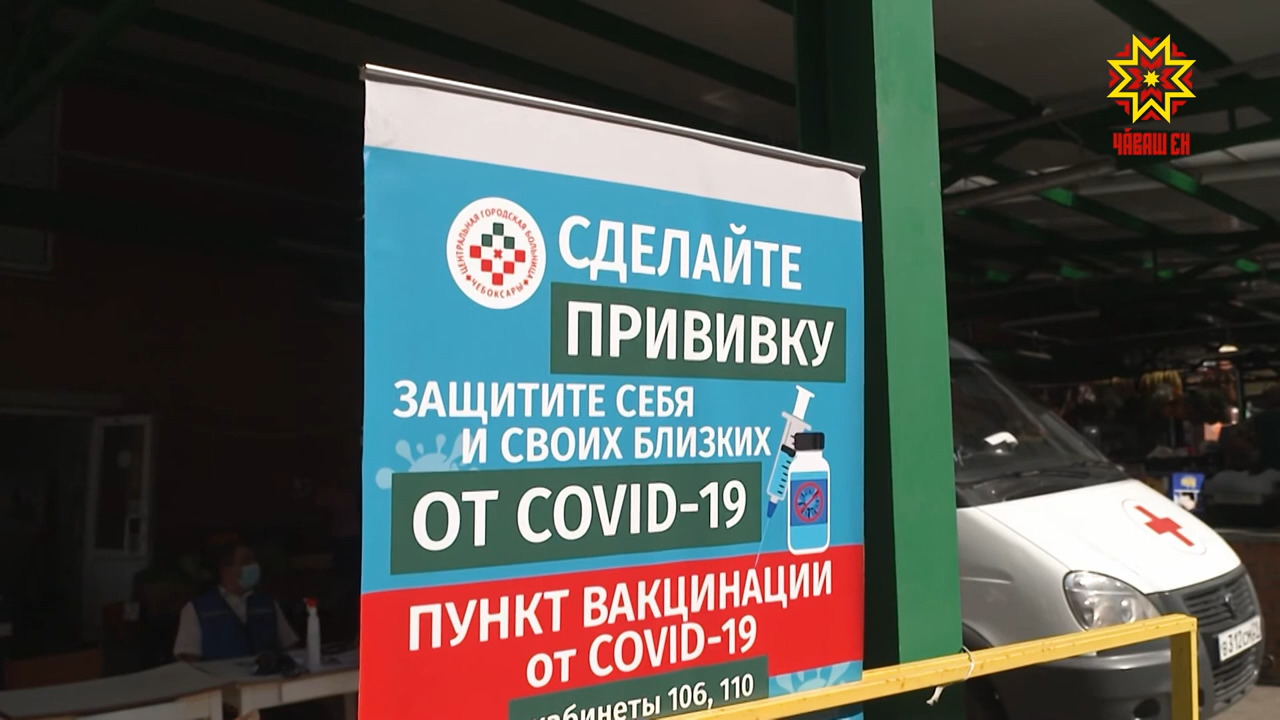 ЧӐВАШ ЕН
ЦЕНТРАЛЬНАЯ ГОРОДСКАЯ БОЛЬНИЦА
ЧЕБОКСАРЫ
СДЕЛАЙТЕ
ПРИВИВКУ
ЗАЩИТИТЕ СЕБЯ
И СВОИХ БЛИЗКИХ
ОТ COVID-19
ПУНКТ ВАКЦИНАЦИИ
от COVID-19
кабинеты 106, 110